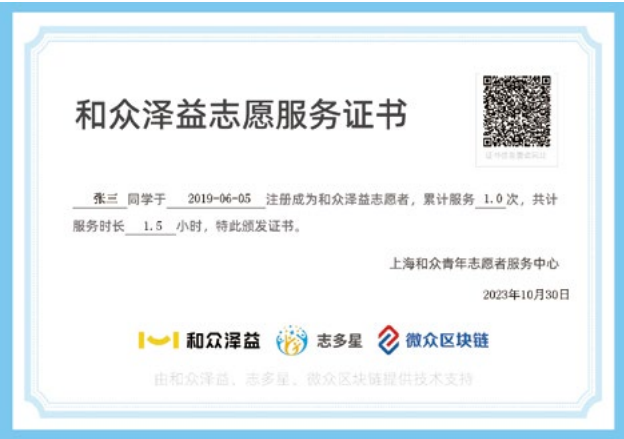 和众泽益志愿服务证书
证书信息查询网址
张三 同学于 2019-06-05 注册成为和众泽益志愿者，累计服务 1.0 次，共计
服务时长 1.5 小时，特此颁发证书。
上海和众青年志愿者服务中心
2023年10月30日
和众泽益 志多星 微众区块链
由和众泽益、志多星、微众区块链提供技术支持